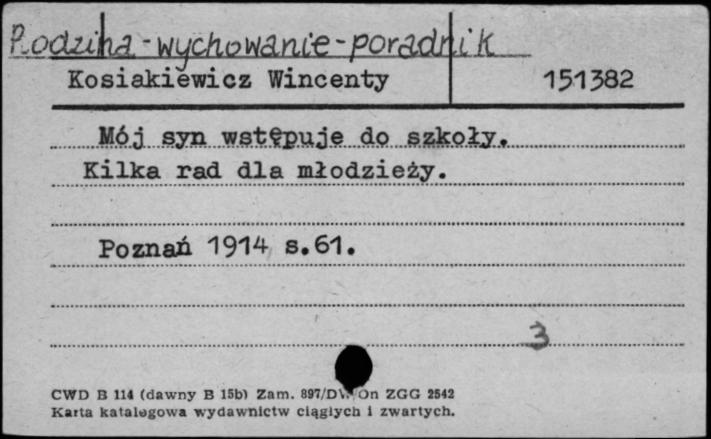 Rodzina-wychowanie-poradnik
Kosiakiewicz Wincenty 151382
Mój syn wstępuje do szkoły.
Kilka rad dla młodzieży.
Poznań 1914 s.61.
3
CWD B 114 (dawny B 15b) Zam. 897/DW On ZGG 2542
Karta katalogowa wydawnictw ciągłych i zwartych.